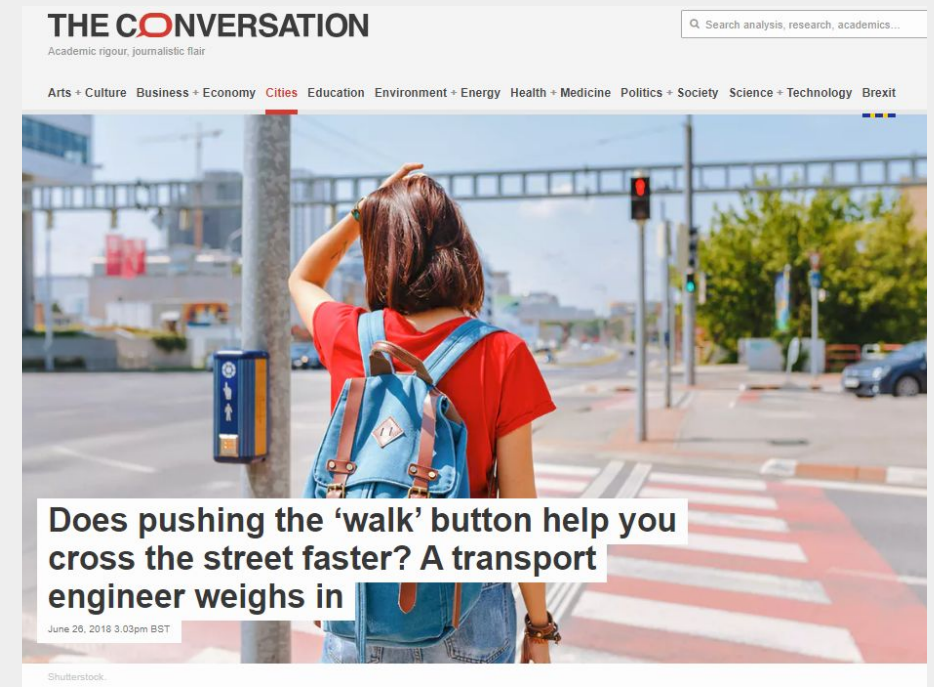 THE CONVERSATION
Search analysis, research, academics...
Academic rigour, journalistic flair
Arts + Culture Business + Economy Cities Education Environment + Energy Health + Medicine Politics + Society Science + Technology Brexit
Does pushing the ‘walk’ button help you
cross the street faster? A transport
engineer weighs in
June 26, 2018 3.03pm BST
Shutterstock.